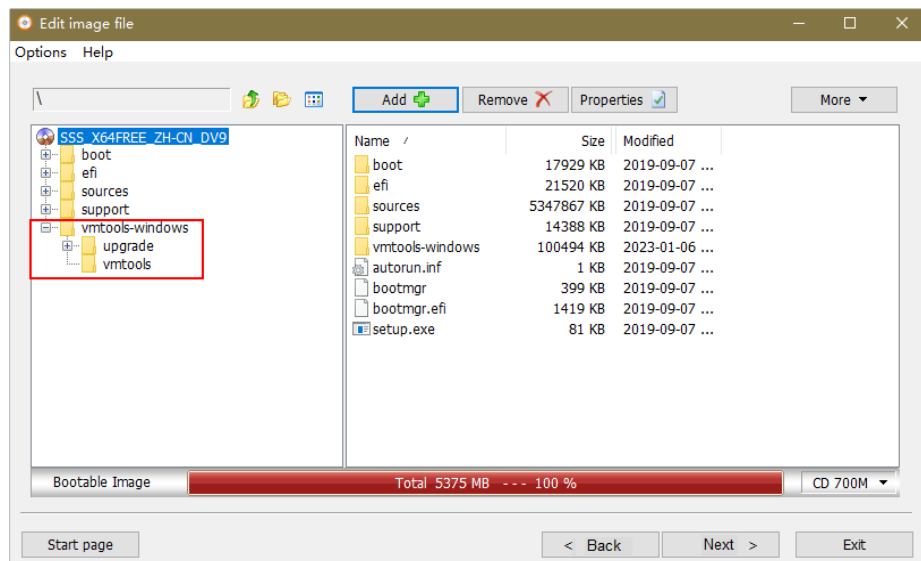 Edit image file
Options Help
\
Add Remove Properties More
SSS_X64FREE_ZH-CN_DV9
boot
efi
sources
support
vmtools-windows
upgrade
vmtools
Name / Size Modified
boot 17929 KB 2019-09-07 ...
efi 21520 KB 2019-09-07 ...
sources 5347867 KB 2019-09-07 ...
support 14388 KB 2019-09-07 ...
vmtools-windows 100494 KB 2023-01-06 ...
autorun.inf 1 KB 2019-09-07 ...
bootmgr 399 KB 2019-09-07 ...
bootmgr.efi 1419 KB 2019-09-07 ...
setup.exe 81 KB 2019-09-07 ...
Bootable Image Total 5375 MB --- 100 % CD 700M
Start page < Back Next > Exit